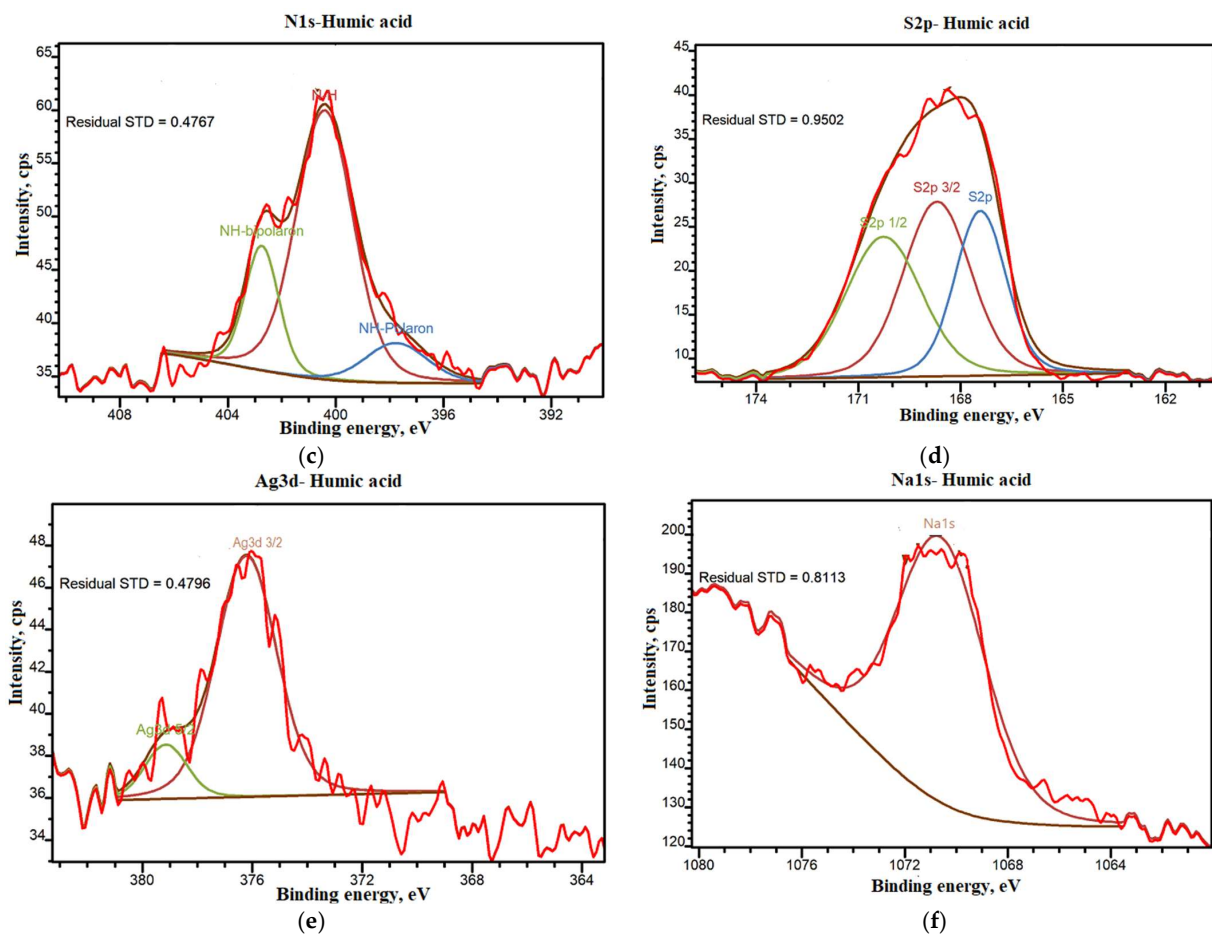 N1s-Humic acid
65
60
55
50
45
40
35
Intensity, cps
Residual STD = 0.4767
N-H
NH-bipolaron
NH-Polaron
408
404
400
396
392
Binding energy, eV
(c)
S2p- Humic acid
45
40
35
30
25
20
15
10
Intensity, cps
Residual STD = 0.9502
S2p 1/2
S2p 3/2
S2p
174
171
168
165
162
Binding energy, eV
(d)
Ag3d- Humic acid
48
46
44
42
40
38
36
34
Intensity, cps
Residual STD = 0.4796
Ag3d 3/2
Ag3d 5/2
380
376
372
368
364
Binding energy, eV
(e)
Na1s- Humic acid
200
190
180
170
160
150
140
130
120
Intensity, cps
Residual STD = 0.8113
Na1s
1080
1076
1072
1068
1064
Binding energy, eV
(f)